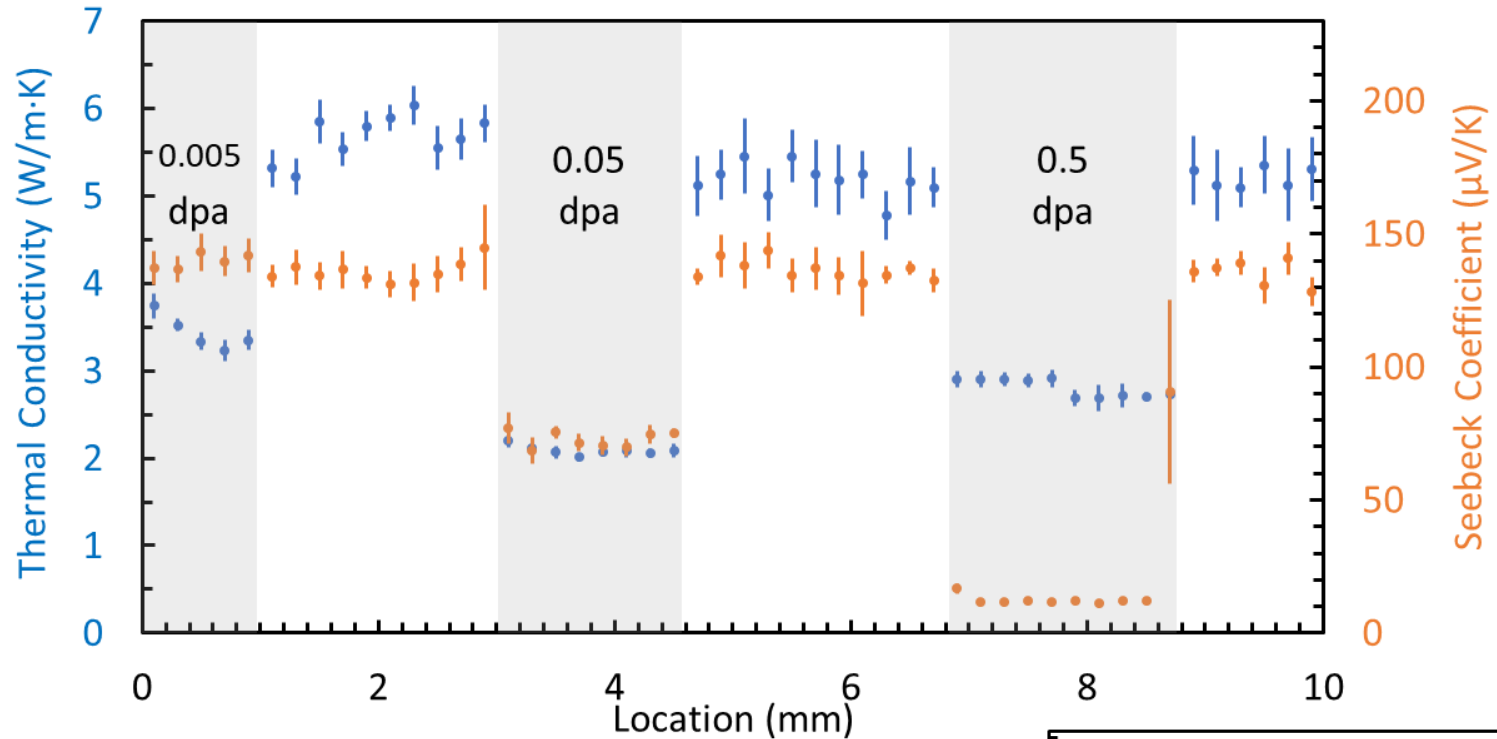 Thermal Conductivity (W/m·K)
7
6
5
4
3
2
1
0
0.005
dpa
0.05
dpa
0.5
dpa
200
150
100
50
0
Seebeck Coefficient (μV/K)
0 2 4 6 8 10
Location (mm)